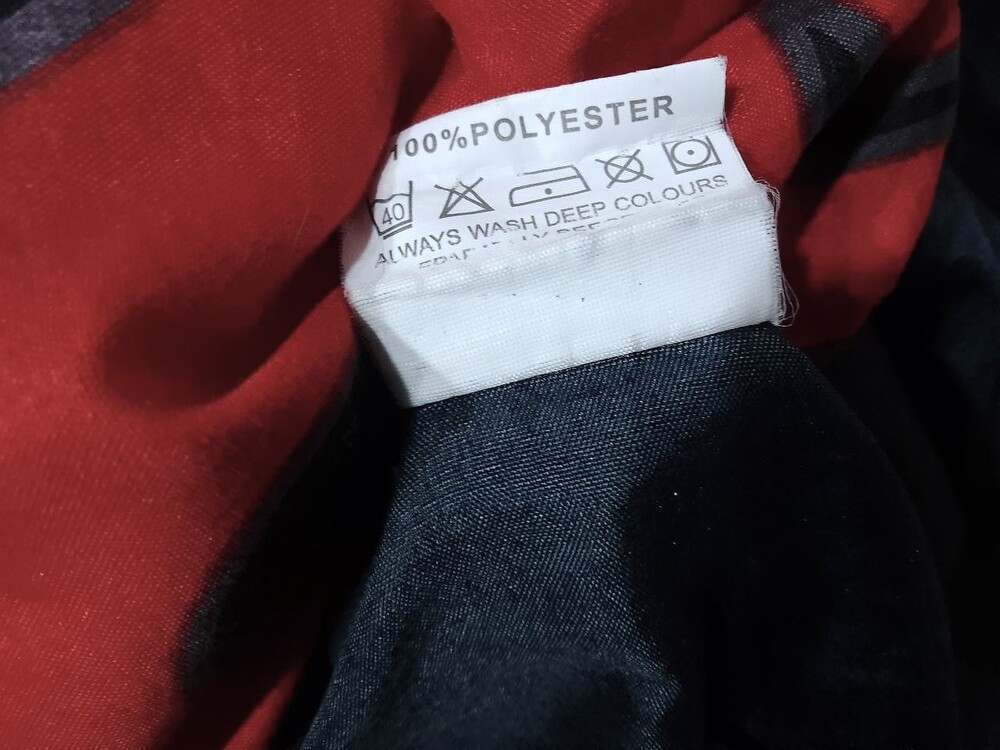 100%POLYESTER
40
ALWAYS WASH DEEP COLOURS